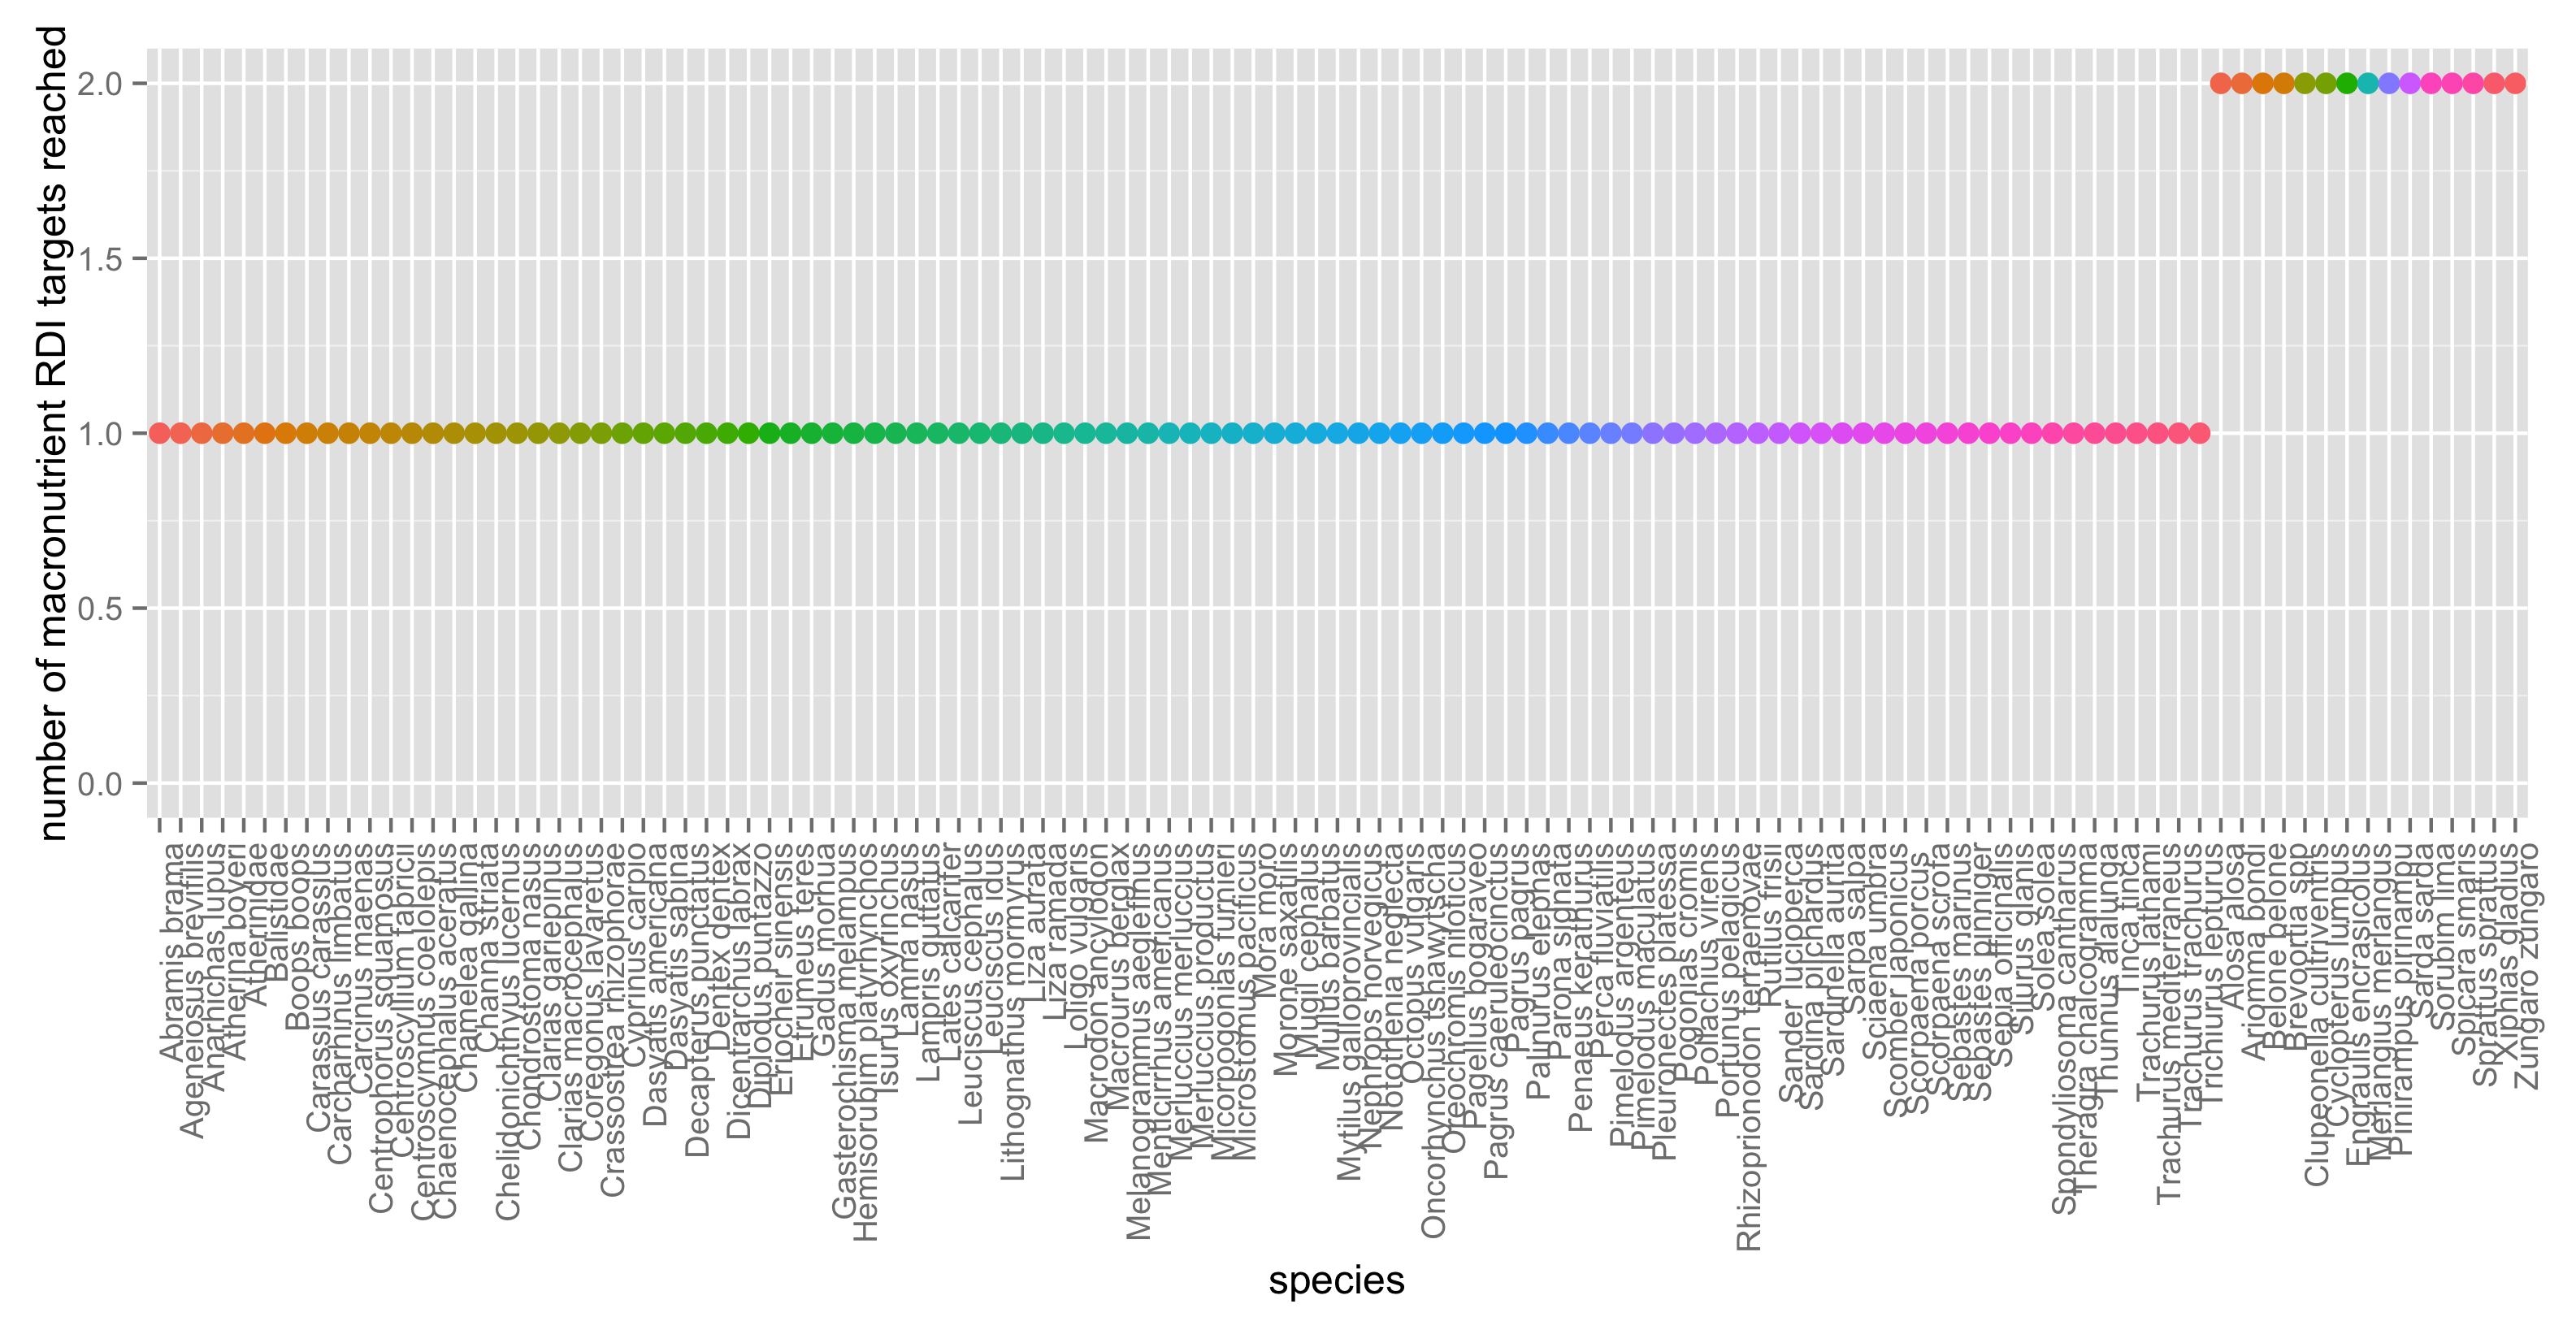 number of macronutrient RDI targets reached
2.0
1.5
1.0
0.5
0.0
Abramis brama
Ageneiosus brevifilis
Anarhichas lupus
Atherina boyeri
Atherinidae
Balistidae
Boops boops
Carassius carassius
Carcharhinus limbatus
Carcinus maenas
Centrophorus squamosus
Centroscyllium fabricii
Centroscymnus coelolepis
Chaenocephalus aceratus
Chamelea gallina
Channa striata
Chelidonichthyus lucernus
Chondrostoma nasus
Clarias gariepinus
Clarias macrocephalus
Coregonus lavaretus
Crassostrea rhizophorae
Cyprinus carpio
Dasyatis americana
Dasyatis sabina
Decapterus punctatus
Dentex dentex
Dicentrarchus labrax
Diplodus puntazzo
Eriocheir sinensis
Etrumeus teres
Gadus morhua
Gasterochisma melampus
Hemisorubim platyrhynchos
Isurus oxyrinchus
Lamna nasus
Lampris guttatus
Lates calcarifer
Leuciscus cephalus
Leuciscus idus
Lithognathus mormyrus
Liza aurata
Liza ramada
Loligo vulgaris
Macrodon ancylodon
Macrourus berglax
Melanogrammus aeglefinus
Menticirrhus americanus
Merluccius merluccius
Merluccius productus
Micorpogonias furnieri
Microstomus pacificus
Mora moro
Morone saxatilis
Mugil cephalus
Mullus barbatus
Mytilus galloprovincialis
Nephrops norvegicus
Notothenia neglecta
Octopus vulgaris
Oncorhynchus tshawytscha
Oreochromis niloticus
Pagellus bogaraveo
Pagrus caeruleocinctus
Pagrus pagrus
Palinurus elephas
Parona signata
Penaeus kerathurus
Perca fluviatilis
Pimelodus argenteus
Pimelodus maculatus
Pleuronectes platessa
Pogonias cromis
Pollachius virens
Portunus pelagicus
Rhizoprionodon terraenovae
Rutilus frisii
Sander lucioperca
Sardina pilchardus
Sardinella aurita
Sarpa salpa
Sciaena umbra
Scomber japonicus
Scorpaena porcus
Scorpaena scrofa
Sebastes marinus
Sebastes pinniger
Sepia officinalis
Silurus glanis
Solea solea
Spondyliosoma cantharus
Theragra chalcogramma
Thunnus alalunga
Tinca tinca
Trachurus lathami
Trachurus mediterraneus
Trachurus trachurus
Trichiurus lepturus
Alosa alosa
Ariomma bondi
Belone belone
Brevoortia spp
Clupeonella cultriventris
Cyclopterus lumpus
Engraulis encrasicolus
Merlangus merlangus
Pinirampus pirinampu
Sarda sarda
Sorubim lima
Spicara smaris
Sprattus sprattus
Xiphias gladius
Zungaro zungaro
species